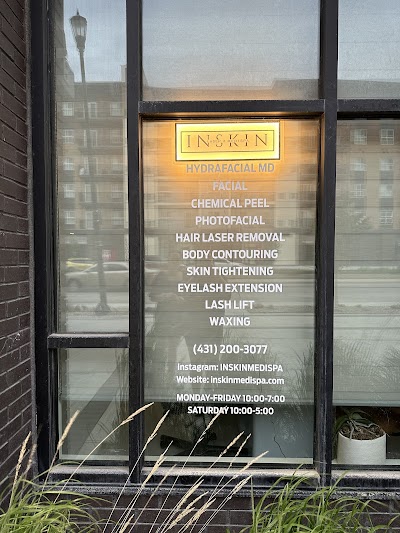 INSKIN
HYDRAFACIAL MD
FACIAL
CHEMICAL PEEL
PHOTOFACIAL
HAIR LASER REMOVAL
BODY CONTOURING
SKIN TIGHTENING
EYELASH EXTENSION
LASH LIFT
WAXING
(431) 200-3077
Instagram: INSKINMEDISPA
Website: inskinmedispa.com
MONDAY-FRIDAY 10:00-7:00
SATURDAY 10:00-5:00